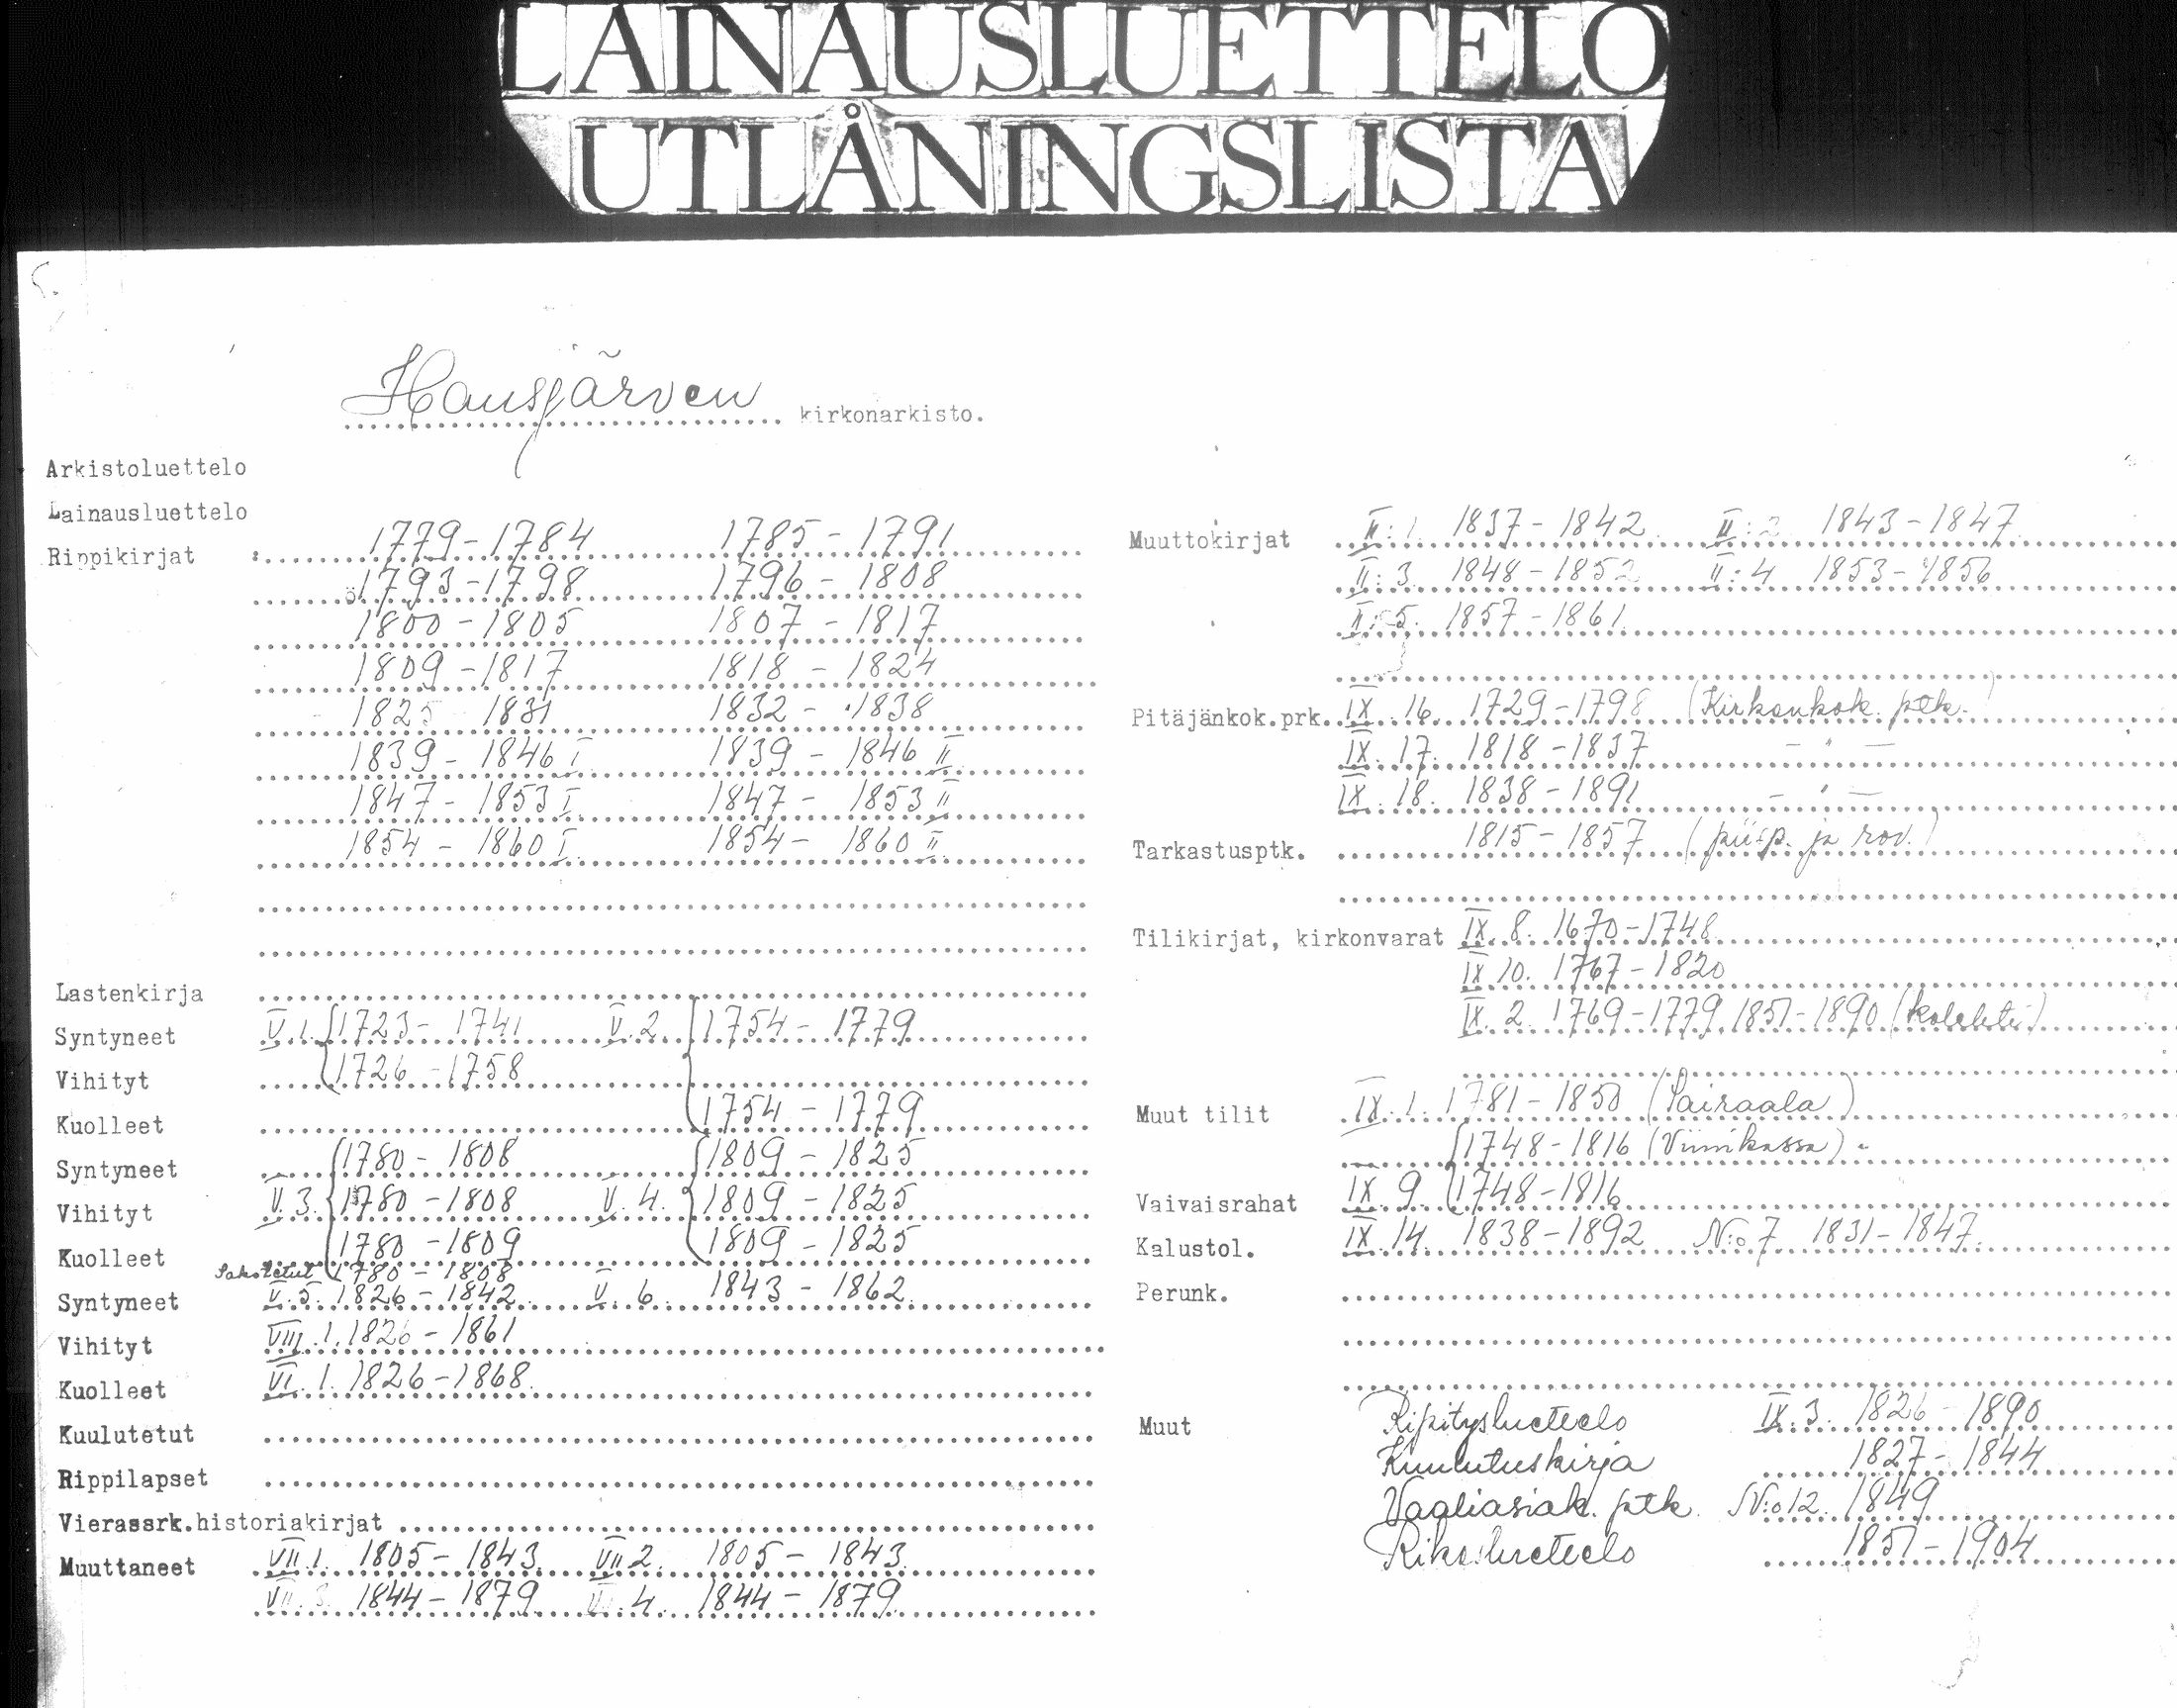 LAINAUSLUETTELO
UTLÅNINGSLISTA
Hausjärven kirkonarkisto.
Arkistoluettelo
Lainausluettelo
Rippikirjat : 1779-1784 1785-1791
1793-1798 1796-1808
1800-1805 1807-1817
1809-1817 1818-1824
1825 1831 1832-1838
1839-1846 I 1839-1846 II
1847-1853 I 1847-1853 II
1854-1860 I 1854-1860 II
Lastenkirja
Syntyneet V.1. 1723-1741 V.2. 1754-1779
Vihityt 1726-1758
Kuolleet 1754-1779
Syntyneet 1780-1808 1809-1825
Vihityt V.3. 1780-1808 V.4. 1809-1825
Kuolleet 1780-1809 1809-1825
1780-1808
Syntyneet V.5. 1826-1842 V.6. 1843-1862
Vihityt VIII.1. 1826-1861
Kuolleet VI.1. 1826-1868.
Kuulutetut
Rippilapset
Vierassrk.historiakirjat
Muuttaneet VII.1. 1805-1843. VII.2. 1805-1843.
VII.3. 1844-1879 VII.4. 1844-1879
Muuttokirjat II:1. 1837-1842 II:2 1843-1847
II:3. 1848-1852 II:4 1853-1856
II:5. 1857-1861
Pitäjänkok.prk. IX.16. 1729-1798 (Kirkonkok. ptk.)
IX.17. 1818-1837 - " -
IX.18. 1838-1891 - " -
Tarkastusptk. 1815-1857 (piisp. ja rov.)
Tilikirjat, kirkonvarat IX.8. 1670-1748
IX.10. 1767-1820
IX.2. 1769-1779, 1851-1890 (kolehti)
Muut tilit IX.1. 1781-1850 (Sairaala)
1748-1816 (Viinikassa)
Vaivaisrahat IX.9. 1748-1816
Kalustol. IX.14. 1838-1892 N:o 7 1831-1847.
Perunk.
Muut Ripitysluettelo IX.3. 1826-1890
Kuulutuskirja 1827-1844
Vaaliasiak. ptk. N:o 12. 1849
Rikosluettelo 1851-1904